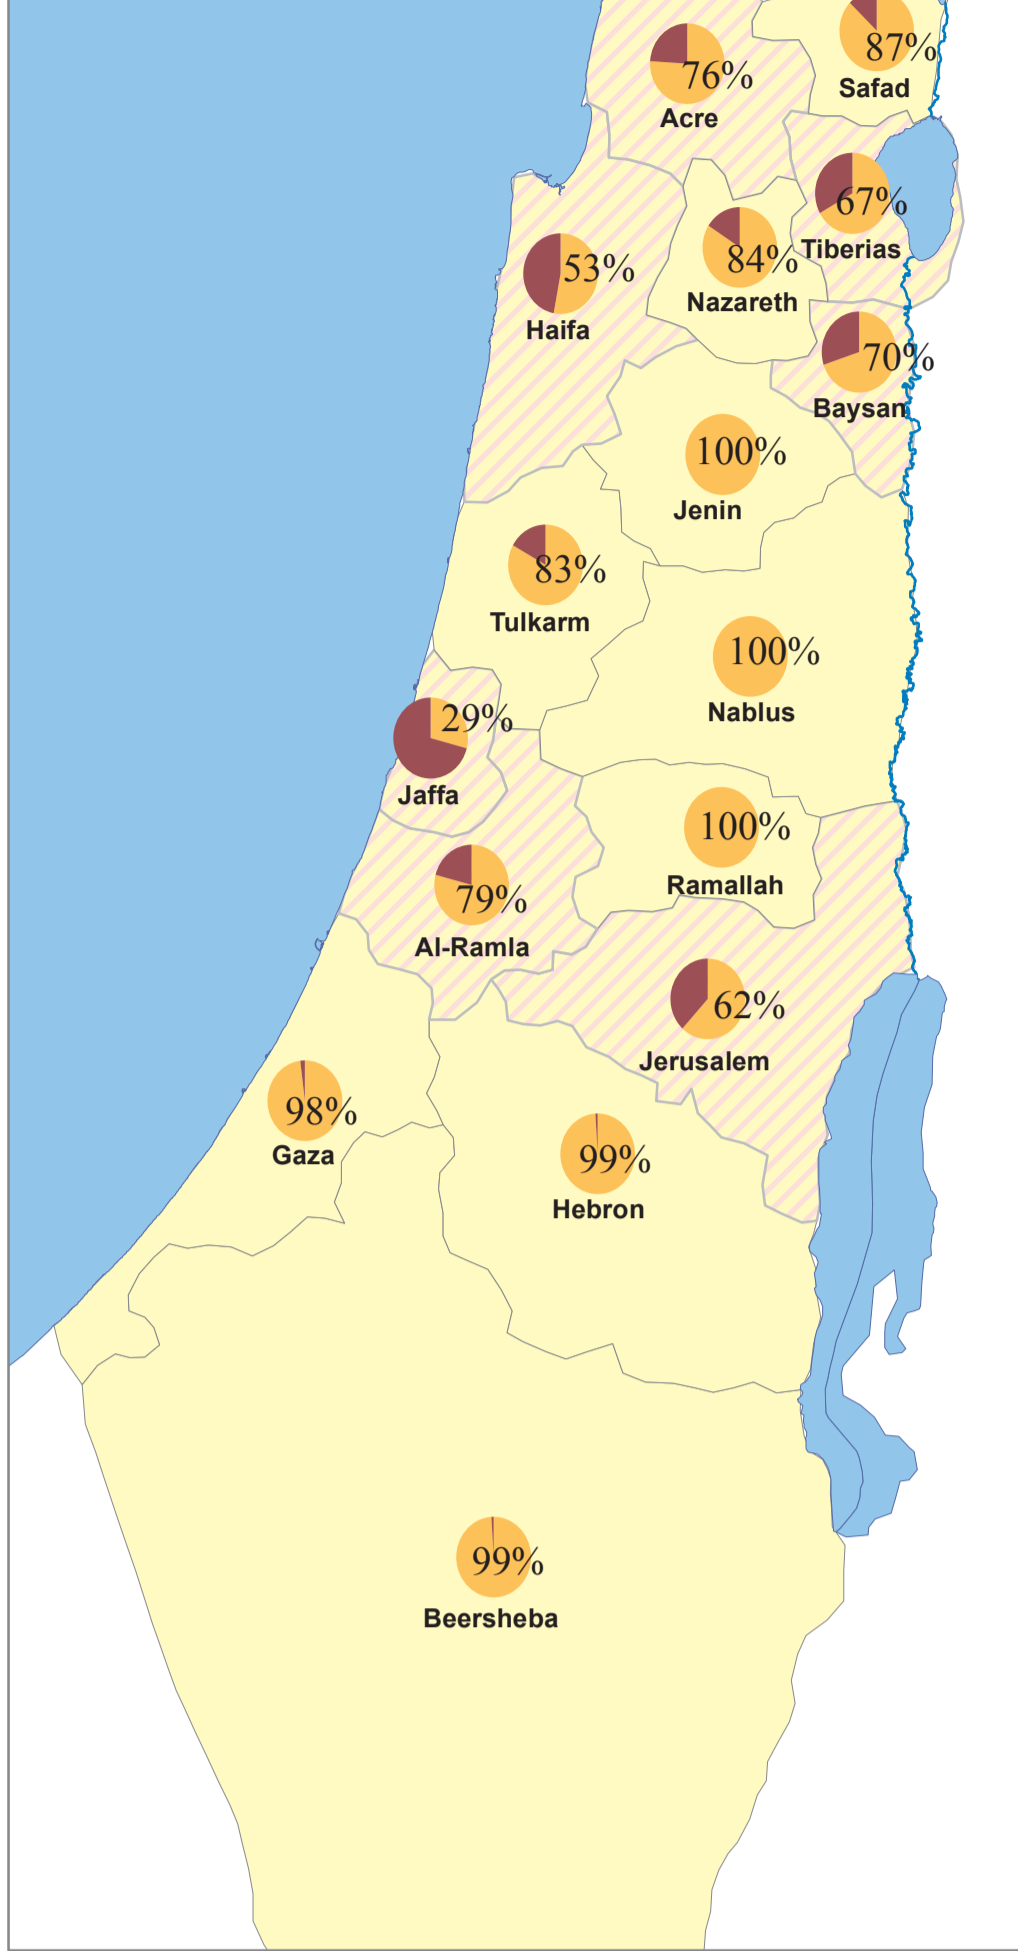 87%
Safad
76%
Acre
67%
Tiberias
84%
Nazareth
53%
Haifa
70%
Baysan
100%
Jenin
83%
Tulkarm
100%
Nablus
29%
Jaffa
100%
Ramallah
79%
Al-Ramla
62%
Jerusalem
98%
Gaza
99%
Hebron
99%
Beersheba